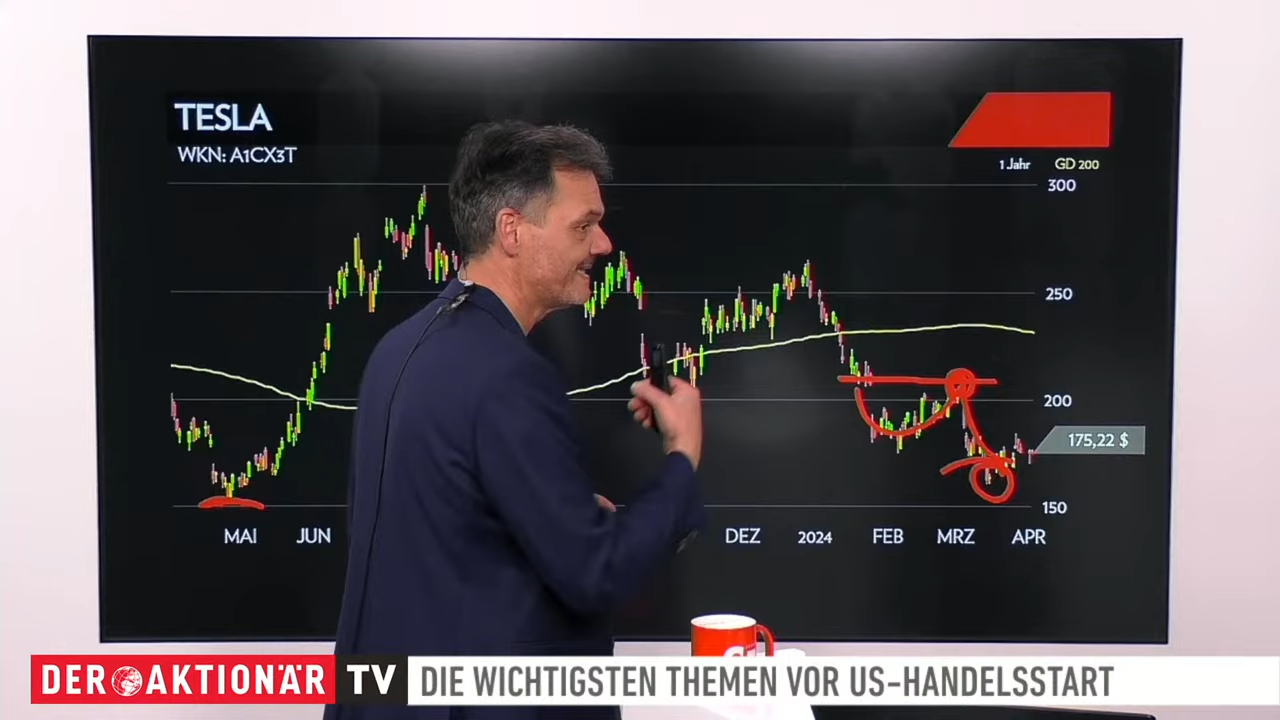 TESLA
WKN: A1CX3T
1 Jahr GD 200
300
250
200
175,22 $
150
MAI JUN DEZ 2024 FEB MRZ APR
DER AKTIONÄR TV DIE WICHTIGSTEN THEMEN VOR US-HANDELSSTART